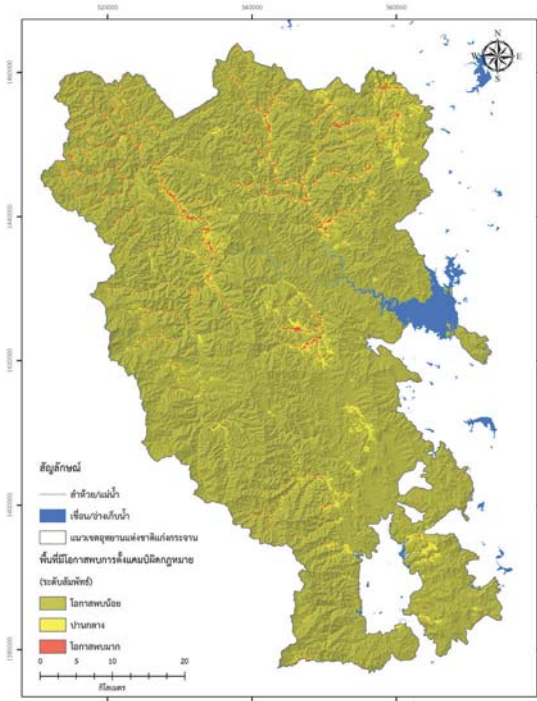 520000 540000 560000
N
W E
S
1460000
1440000
1420000
1400000
1380000
สัญลักษณ์
ลำห้วย/แม่น้ำ
เขื่อน/อ่างเก็บน้ำ
แนวเขตอุทยานแห่งชาติแก่งกระจาน
พื้นที่มีโอกาสพบการตั้งแคมป์ผิดกฎหมาย
(ระดับสัมพัทธ์)
โอกาสพบน้อย
ปานกลาง
โอกาสพบมาก
0 5 10 20
กิโลเมตร